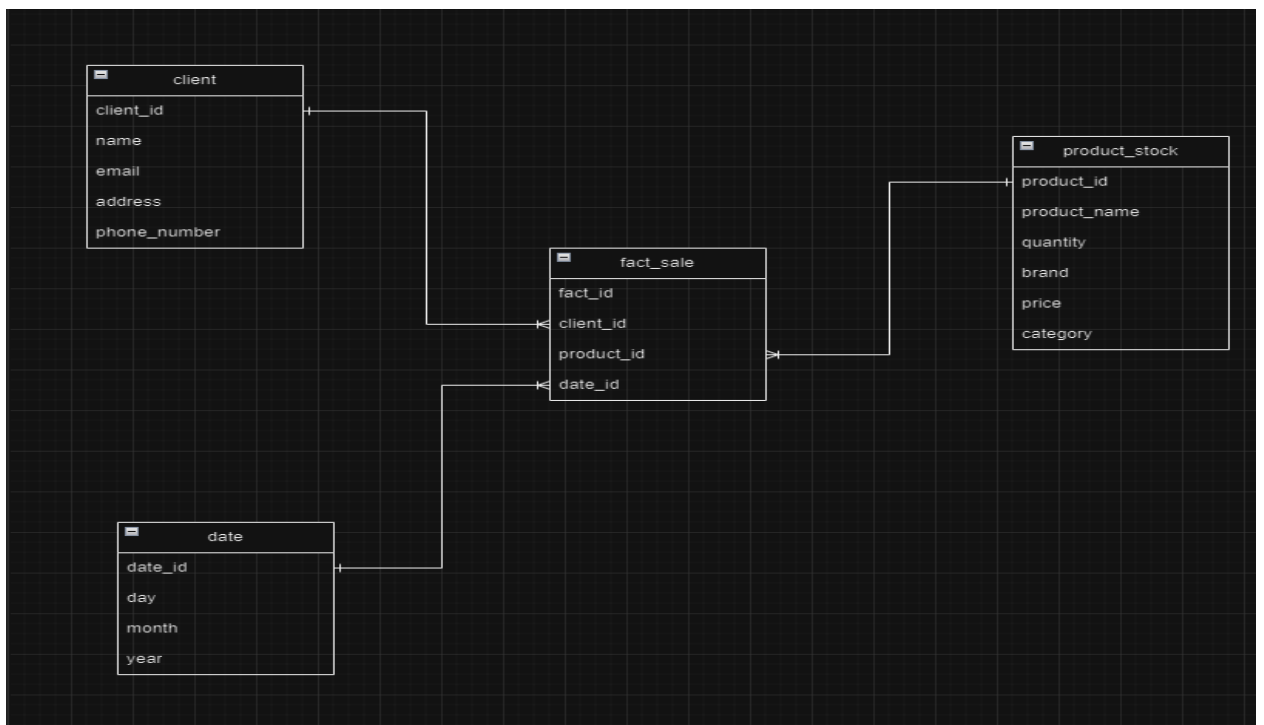 client
client_id
name
email
address
phone_number
product_stock
product_id
product_name
quantity
brand
price
category
fact_sale
fact_id
client_id
product_id
date_id
date
date_id
day
month
year